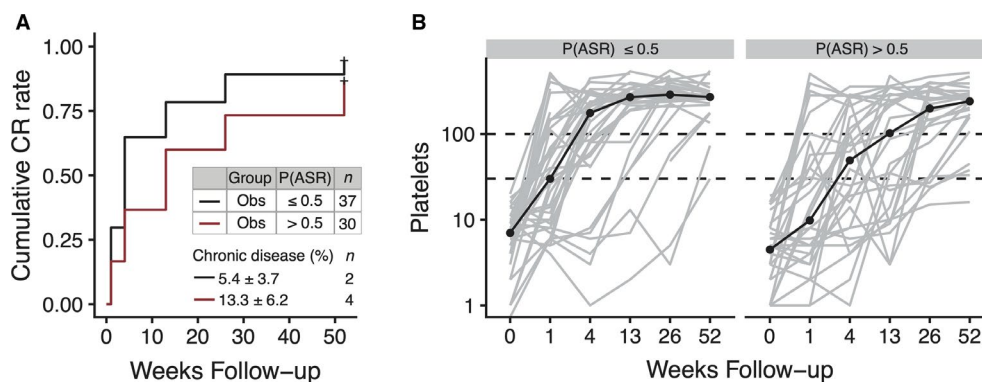 A
Cumulative CR rate
1.00
0.75
0.50
0.25
0.00
Group P(ASR) n
Obs ≤ 0.5 37
Obs > 0.5 30
Chronic disease (%) n
5.4 ± 3.7 2
13.3 ± 6.2 4
0 10 20 30 40 50
Weeks Follow−up
B
P(ASR) ≤ 0.5
P(ASR) > 0.5
Platelets
100
10
1
0 1 4 13 26 52
0 1 4 13 26 52
Weeks Follow−up